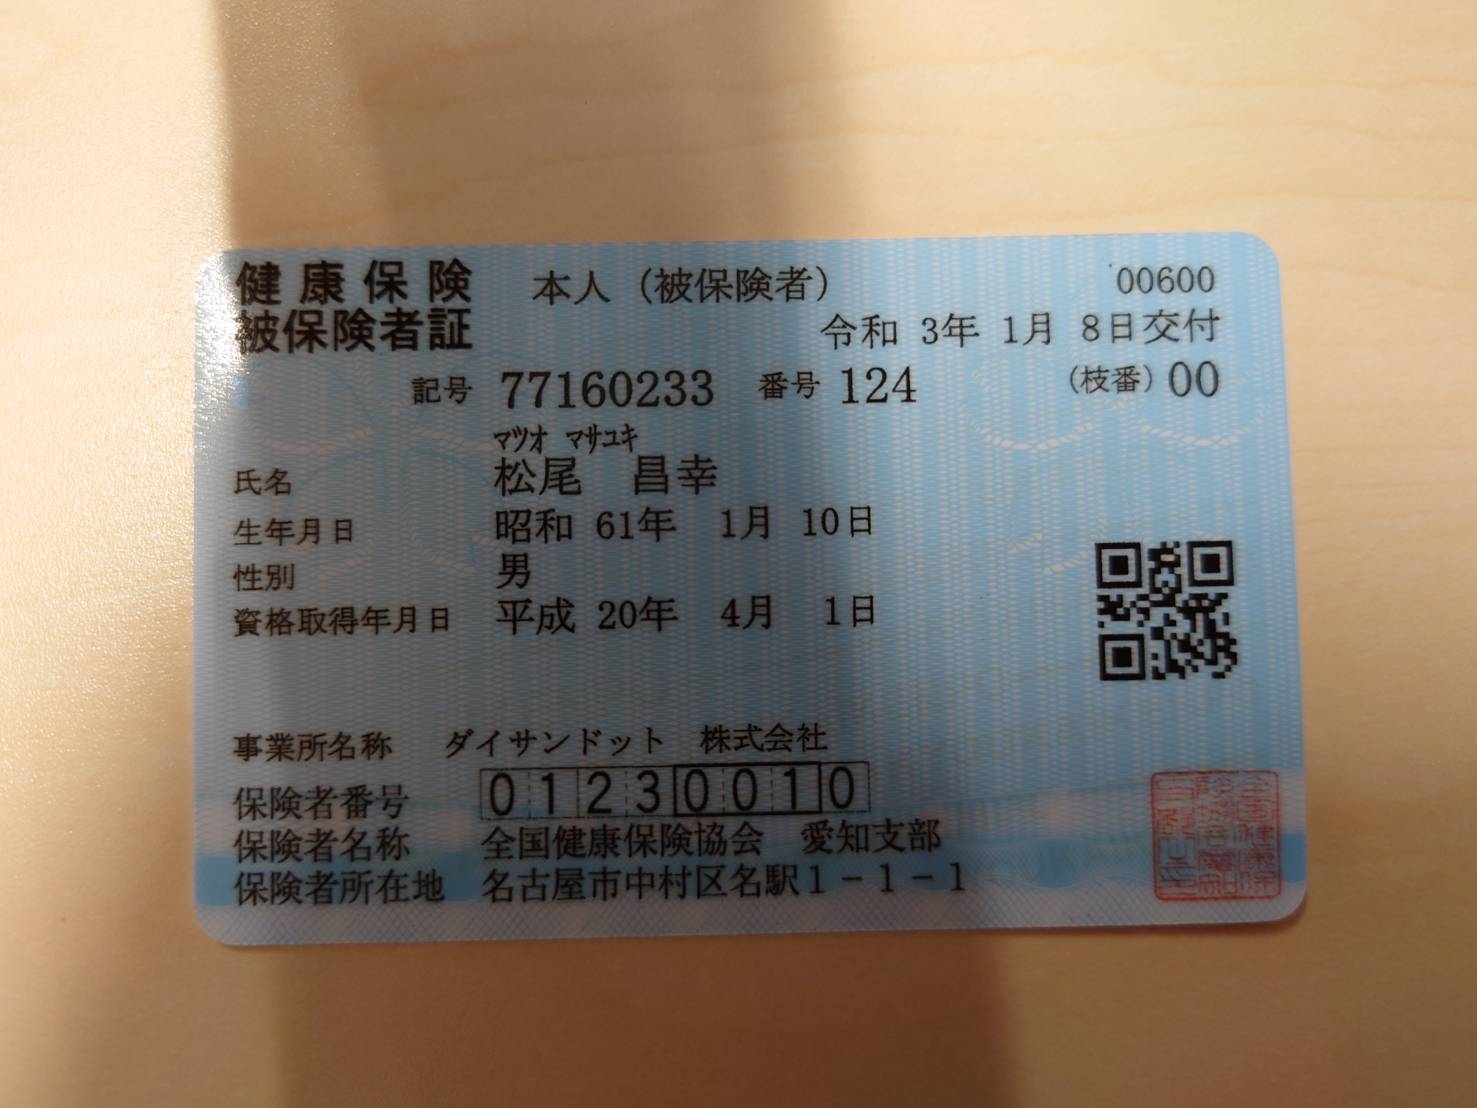 健康保険 本人（被保険者） 00600
被保険者証 令和 3年 1月 8日交付
記号 77160233 番号 124 （枝番）00
ﾏﾂｵ ﾏｻﾕｷ
氏名 松尾 昌幸
生年月日 昭和 61年 1月 10日
性別 男
資格取得年月日 平成 20年 4月 1日
事業所名称 ダイサンドット 株式会社
保険者番号 01230010
保険者名称 全国健康保険協会 愛知支部
保険者所在地 名古屋市中村区名駅１－１－１